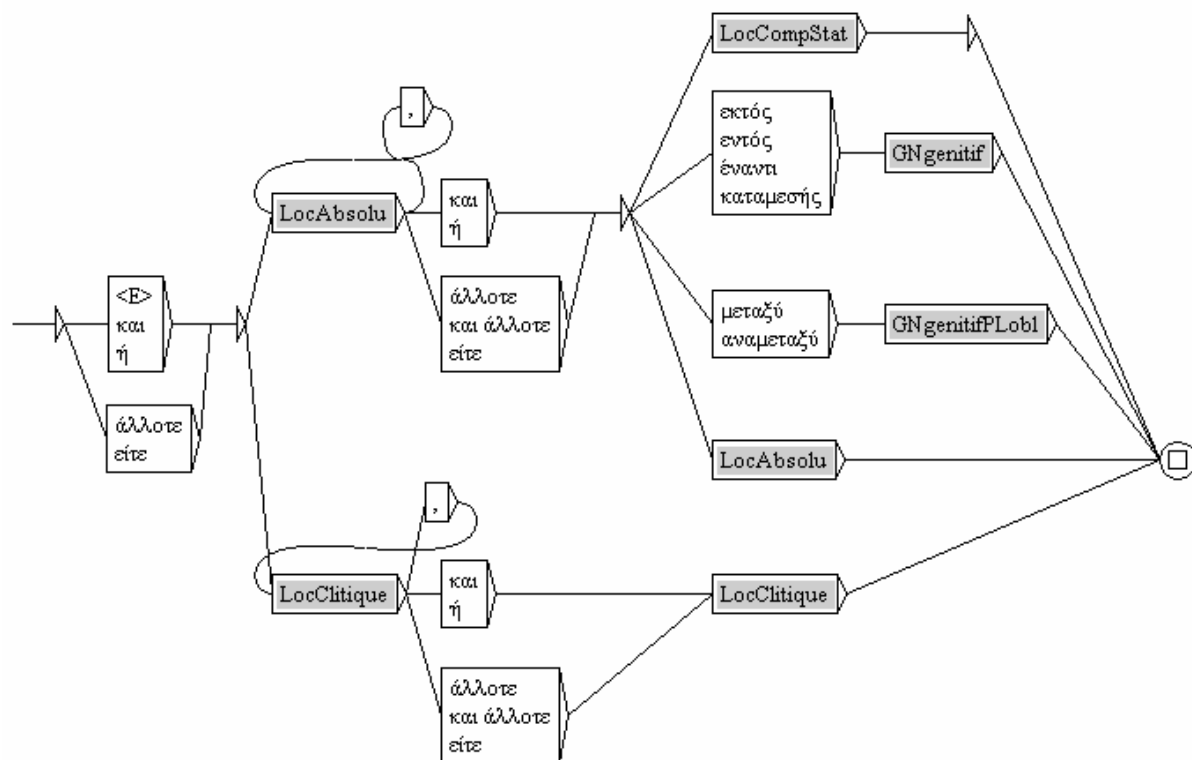 <E>
και
ή
άλλοτε
είτε
,
LocAbsolu
και
ή
άλλοτε
και άλλοτε
είτε
LocCompStat
εκτός
εντός
έναντι
καταμεσής
GNgenitif
μεταξύ
αναμεταξύ
GNgenitifPLobl
LocAbsolu
,
LocClitique
και
ή
άλλοτε
και άλλοτε
είτε
LocClitique